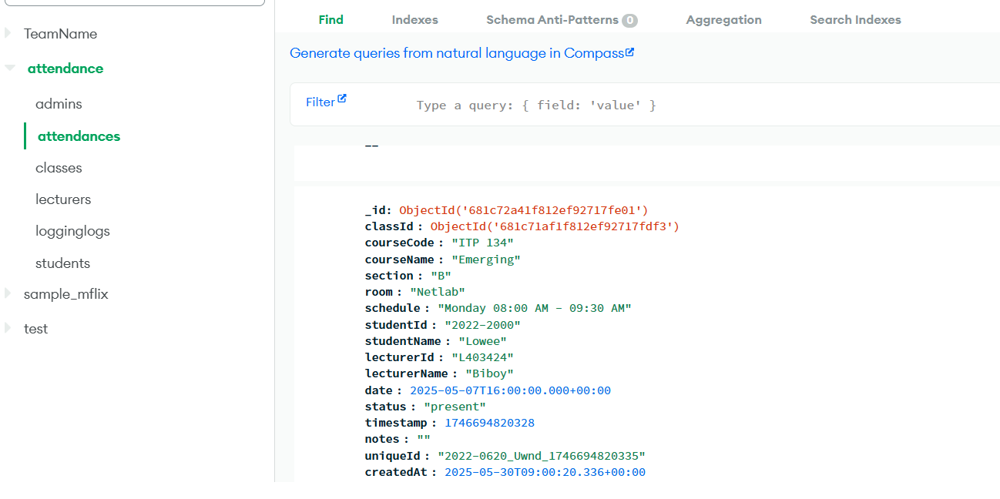 TeamName
attendance
admins
attendances
classes
lecturers
logginglogs
students
sample_mflix
test
Find Indexes Schema Anti-Patterns 0 Aggregation Search Indexes
Generate queries from natural language in Compass
Filter Type a query: { field: 'value' }
_id: ObjectId('681c72a41f812ef92717fe01')
classId : ObjectId('681c71af1f812ef92717fdf3')
courseCode : "ITP 134"
courseName : "Emerging"
section : "B"
room : "Netlab"
schedule : "Monday 08:00 AM - 09:30 AM"
studentId : "2022-2000"
studentName : "Lowee"
lecturerId : "L403424"
lecturerName : "Biboy"
date : 2025-05-07T16:00:00.000+00:00
status : "present"
timestamp : 1746694820328
notes : ""
uniqueId : "2022-0620_Uwnd_1746694820335"
createdAt : 2025-05-30T09:00:20.336+00:00